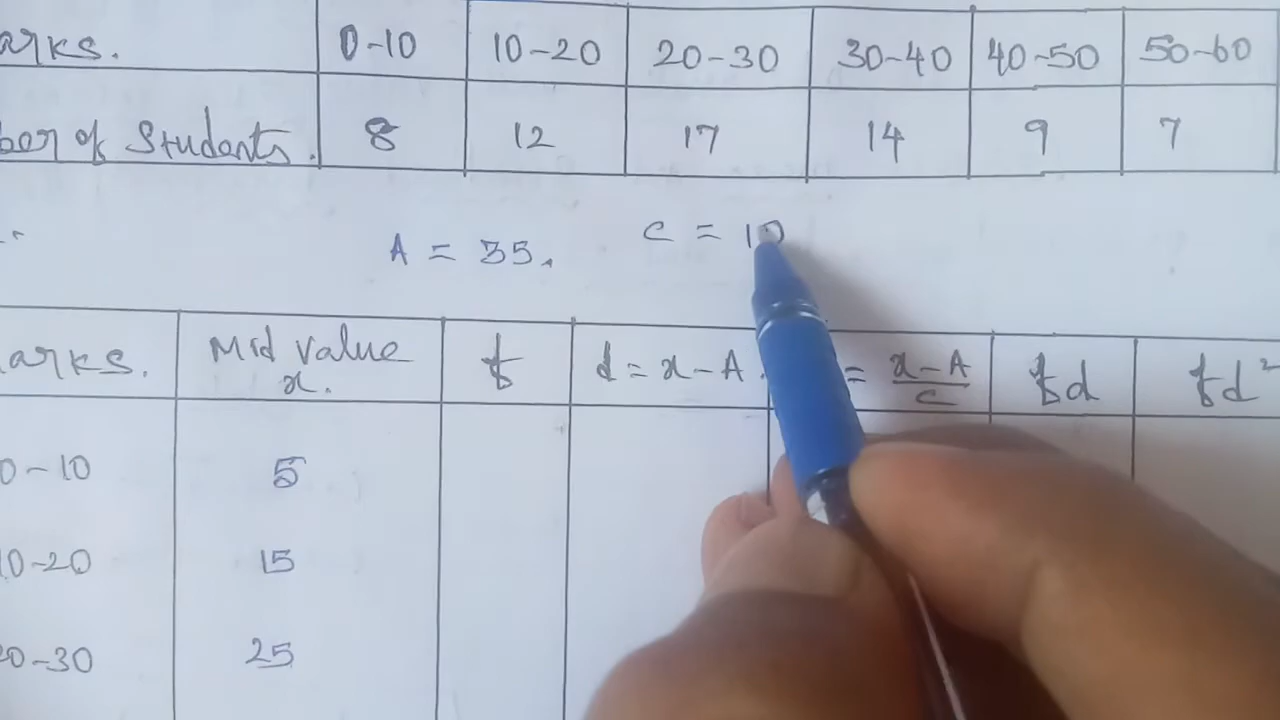 arks. 0-10 10-20 20-30 30-40 40-50 50-60
ber of Students. 8 12 17 14 9 7
A = 35. C = 10
arks. Mid value x. f d = x - A = x-A/C fd fd²
0-10 5
10-20 15
20-30 25